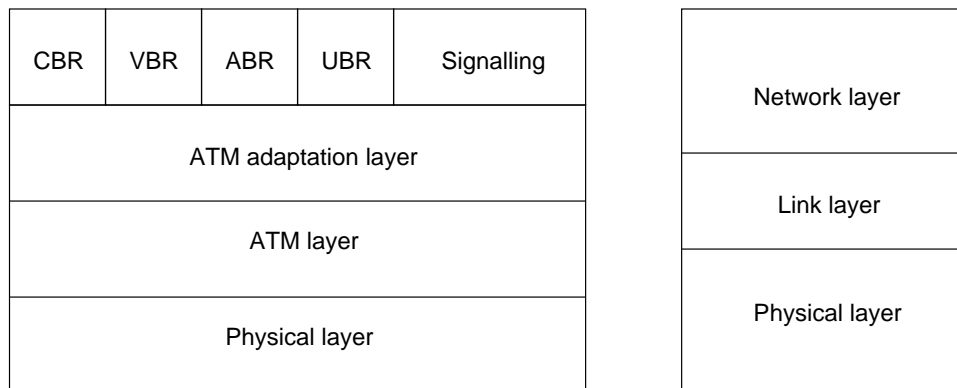 CBR VBR ABR UBR Signalling
ATM adaptation layer
ATM layer
Physical layer
Network layer
Link layer
Physical layer